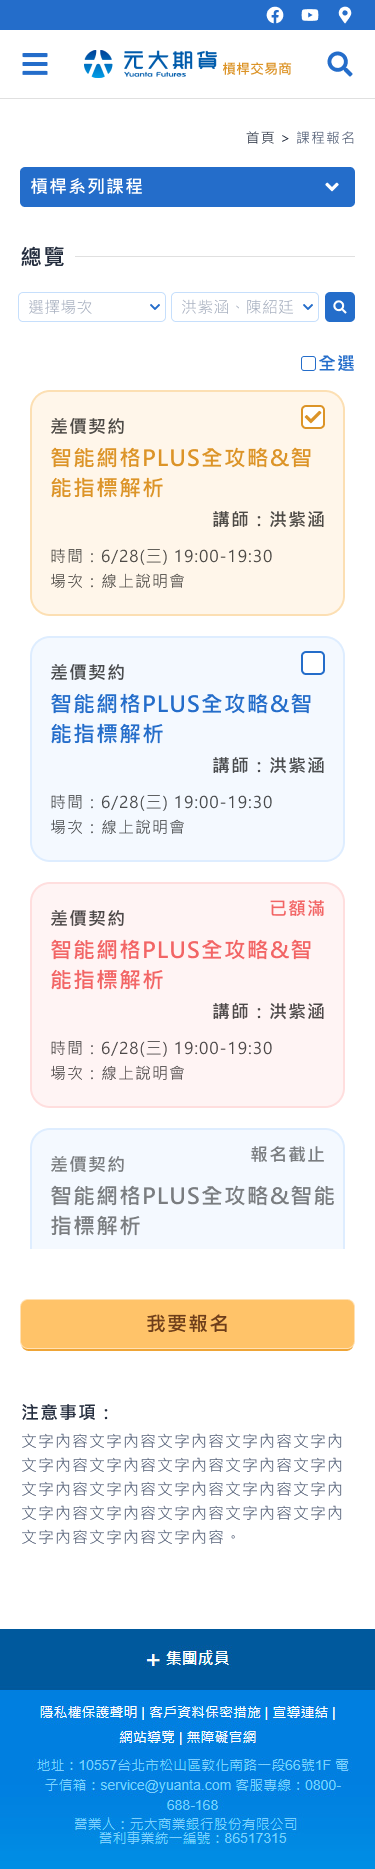 元大期貨 槓桿交易商
Yuanta Futures
首頁 > 課程報名
槓桿系列課程
總覽
選擇場次 洪紫涵、陳紹廷
全選
差價契約
智能網格PLUS全攻略&智
能指標解析
講師：洪紫涵
時間：6/28(三) 19:00-19:30
場次：線上說明會
差價契約
智能網格PLUS全攻略&智
能指標解析
講師：洪紫涵
時間：6/28(三) 19:00-19:30
場次：線上說明會
已額滿
差價契約
智能網格PLUS全攻略&智
能指標解析
講師：洪紫涵
時間：6/28(三) 19:00-19:30
場次：線上說明會
報名截止
差價契約
智能網格PLUS全攻略&智能
指標解析
我要報名
注意事項：
文字內容文字內容文字內容文字內容文字內
文字內容文字內容文字內容文字內容文字內
文字內容文字內容文字內容文字內容文字內
文字內容文字內容文字內容文字內容文字內
文字內容文字內容文字內容。
+ 集團成員
隱私權保護聲明 | 客戶資料保密措施 | 宣導連結 |
網站導覽 | 無障礙官網
地址：10557台北市松山區敦化南路一段66號1F 電
子信箱：service@yuanta.com 客服專線：0800-
688-168
營業人：元大商業銀行股份有限公司
營利事業統一編號：86517315